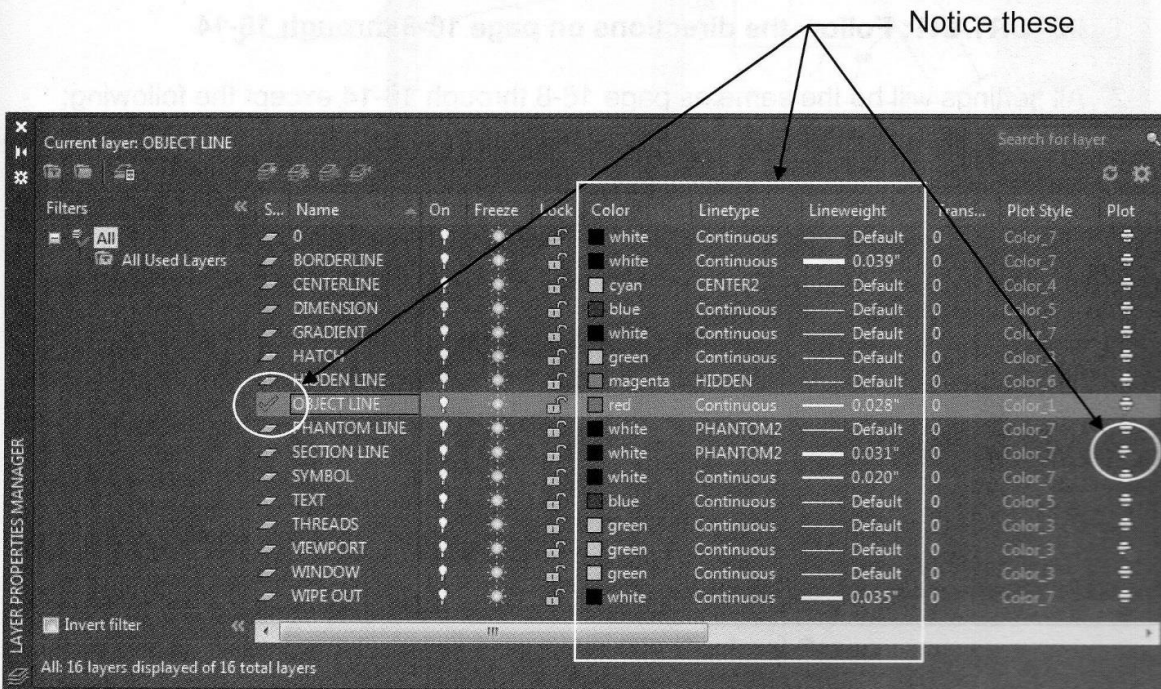 Notice these
Current layer: OBJECT LINE
Search for layer
Filters
S... Name On Freeze Lock Color Linetype Lineweight Trans... Plot Style Plot
All
All Used Layers
0 white Continuous Default 0 Color_7
BORDERLINE white Continuous 0.039" 0 Color_7
CENTERLINE cyan CENTER2 Default 0 Color_4
DIMENSION blue Continuous Default 0 Color_5
GRADIENT white Continuous Default 0 Color_7
HATCH green Continuous Default 0 Color_3
HIDDEN LINE magenta HIDDEN Default 0 Color_6
OBJECT LINE red Continuous 0.028" 0 Color_1
PHANTOM LINE white PHANTOM2 Default 0 Color_7
SECTION LINE white PHANTOM2 0.031" 0 Color_7
SYMBOL white Continuous 0.020" 0 Color_7
TEXT blue Continuous Default 0 Color_5
THREADS green Continuous Default 0 Color_3
VIEWPORT green Continuous Default 0 Color_3
WINDOW green Continuous Default 0 Color_3
WIPE OUT white Continuous 0.035" 0 Color_7
Invert filter
All: 16 layers displayed of 16 total layers
LAYER PROPERTIES MANAGER